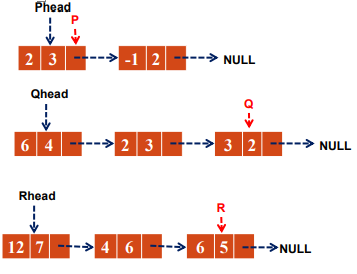 Phead P
2 3 -1 2 NULL
Qhead Q
6 4 2 3 3 2 NULL
Rhead R
12 7 4 6 6 5 NULL